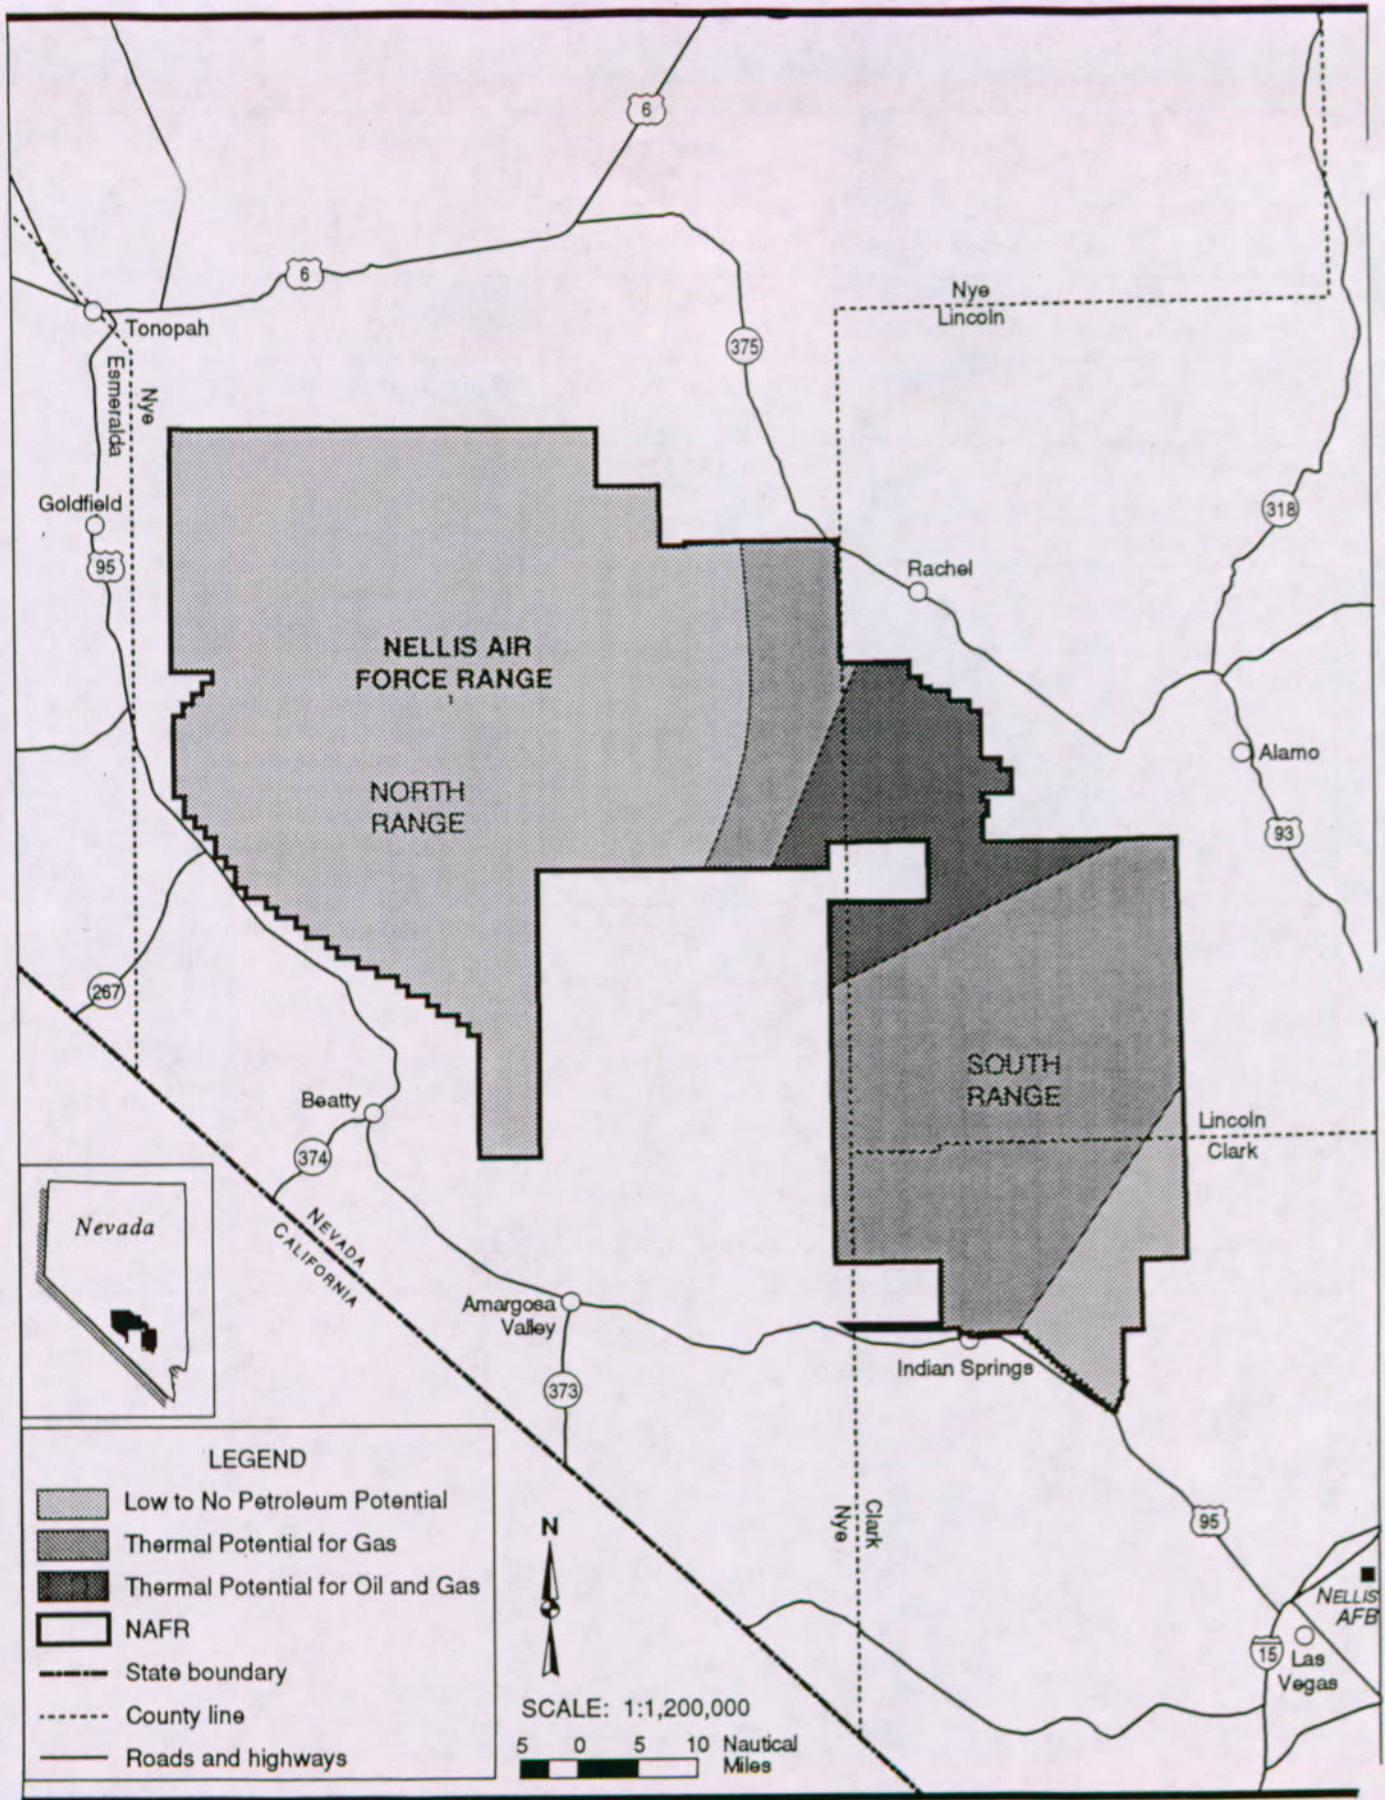 6
6
Nye
Lincoln
Tonopah
375
Esmeralda
Nye
Goldfield
95
318
Rachel
NELLIS AIR
FORCE RANGE
1
NORTH
RANGE
Alamo
93
267
SOUTH
RANGE
Beatty
Lincoln
Clark
374
NEVADA
CALIFORNIA
Nevada
Amargosa
Valley
Indian Springs
373
LEGEND
Low to No Petroleum Potential
Thermal Potential for Gas
Thermal Potential for Oil and Gas
NAFR
State boundary
County line
Roads and highways
N
SCALE: 1:1,200,000
5 0 5 10 Nautical
Miles
Clark
Nye
95
NELLIS
AFB
15
Las
Vegas